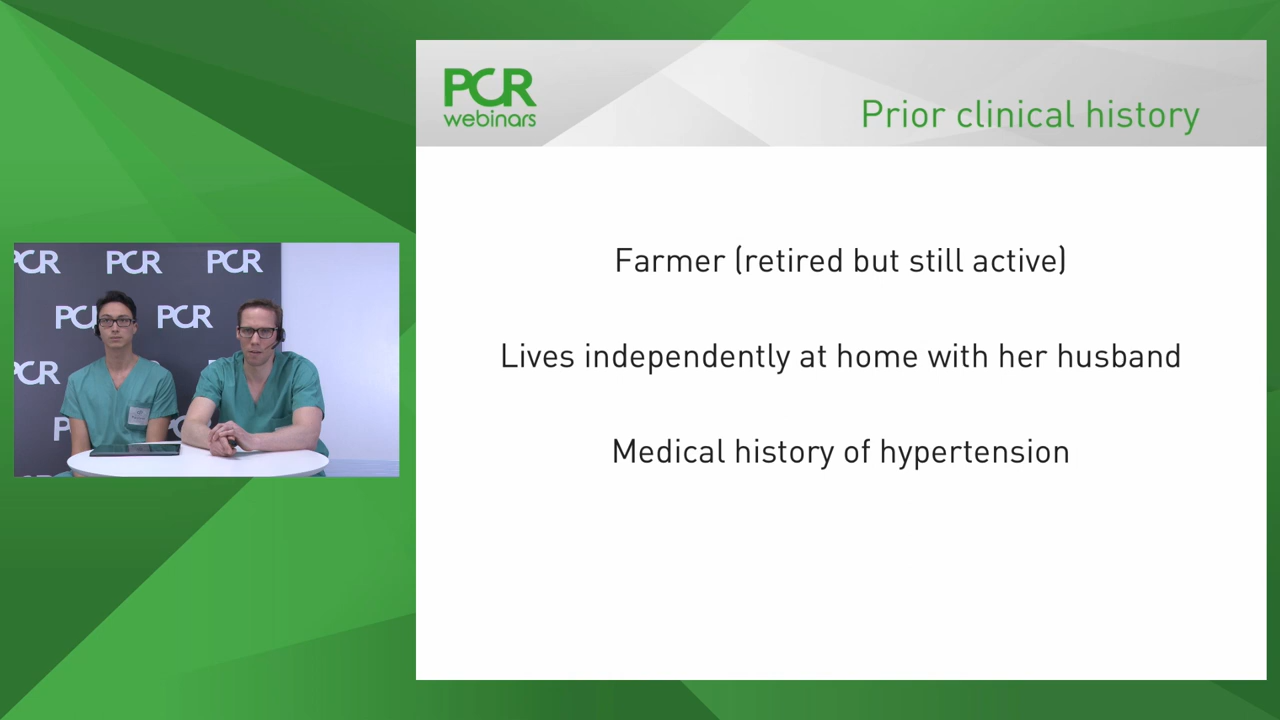 PCR
webinars
Prior clinical history
Farmer (retired but still active)
Lives independently at home with her husband
Medical history of hypertension
PCR PCR PCR
PCR PCR
PCR